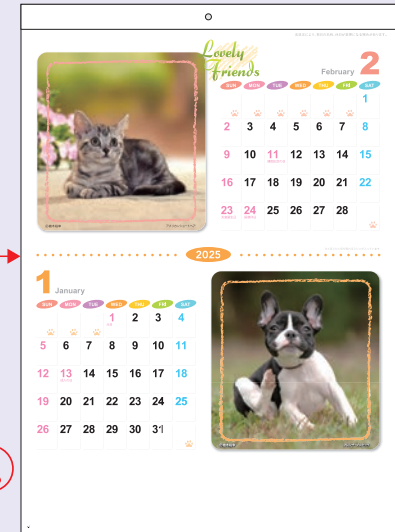 Lovely
Friends
February 2
SUN MON TUE WED THU FRI SAT
1
2 3 4 5 6 7 8
9 10 11 12 13 14 15
16 17 18 19 20 21 22
23 24 25 26 27 28
2025
1 January
SUN MON TUE WED THU FRI SAT
1 2 3 4
5 6 7 8 9 10 11
12 13 14 15 16 17 18
19 20 21 22 23 24 25
26 27 28 29 30 31